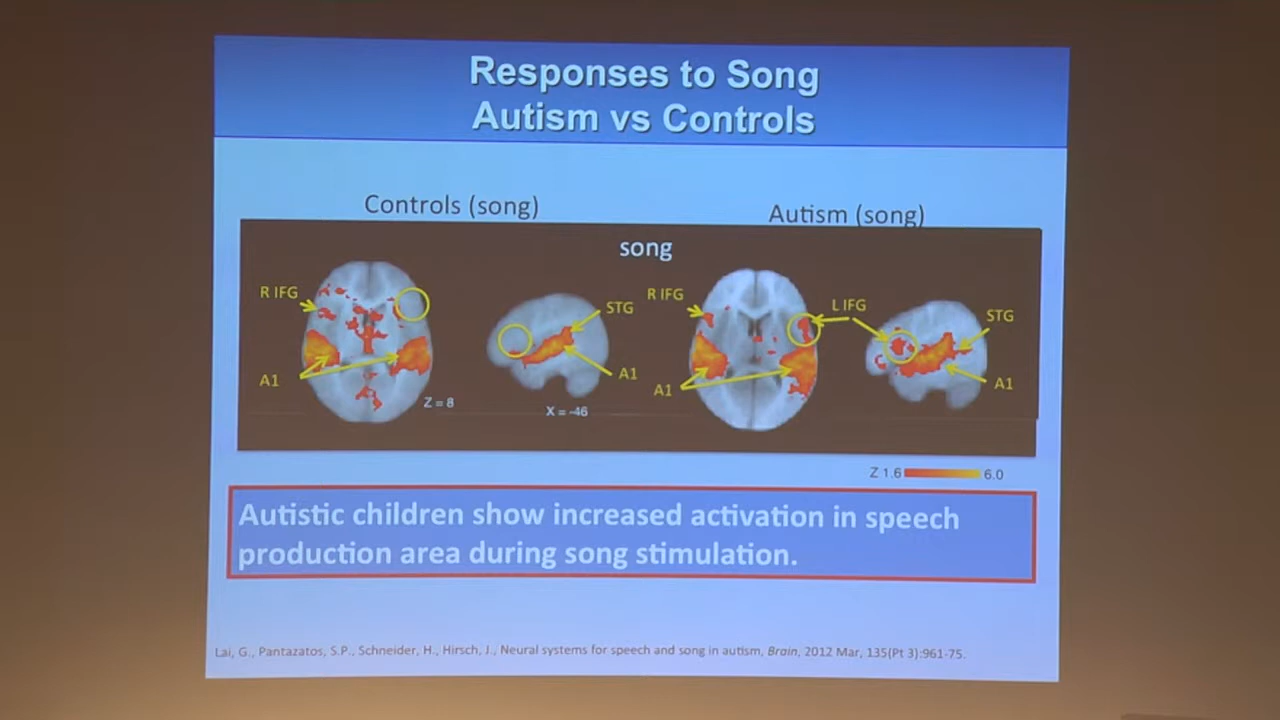 Responses to Song
Autism vs Controls
Controls (song)
Autism (song)
song
R IFG
STG
A1
A1
Z = 8
X = -46
R IFG
L IFG
STG
A1
A1
Z 1.6
6.0
Autistic children show increased activation in speech
production area during song stimulation.
Lai, G., Pantazatos, S.P., Schneider, H., Hirsch, J., Neural systems for speech and song in autism, Brain, 2012 Mar, 135(Pt 3):961-75.